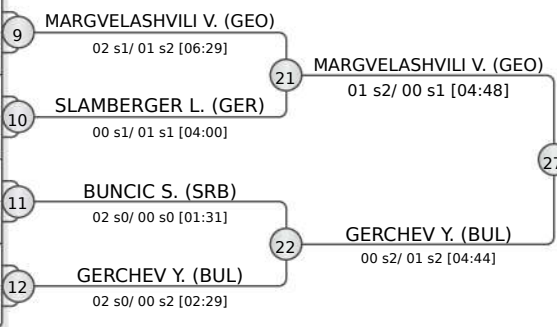 9
MARGVELASHVILI V. (GEO)
02 s1/ 01 s2 [06:29]
21
MARGVELASHVILI V. (GEO)
01 s2/ 00 s1 [04:48]
10
SLAMBERGER L. (GER)
00 s1/ 01 s1 [04:00]
27
11
BUNCIC S. (SRB)
02 s0/ 00 s0 [01:31]
22
GERCHEV Y. (BUL)
00 s2/ 01 s2 [04:44]
12
GERCHEV Y. (BUL)
02 s0/ 00 s2 [02:29]